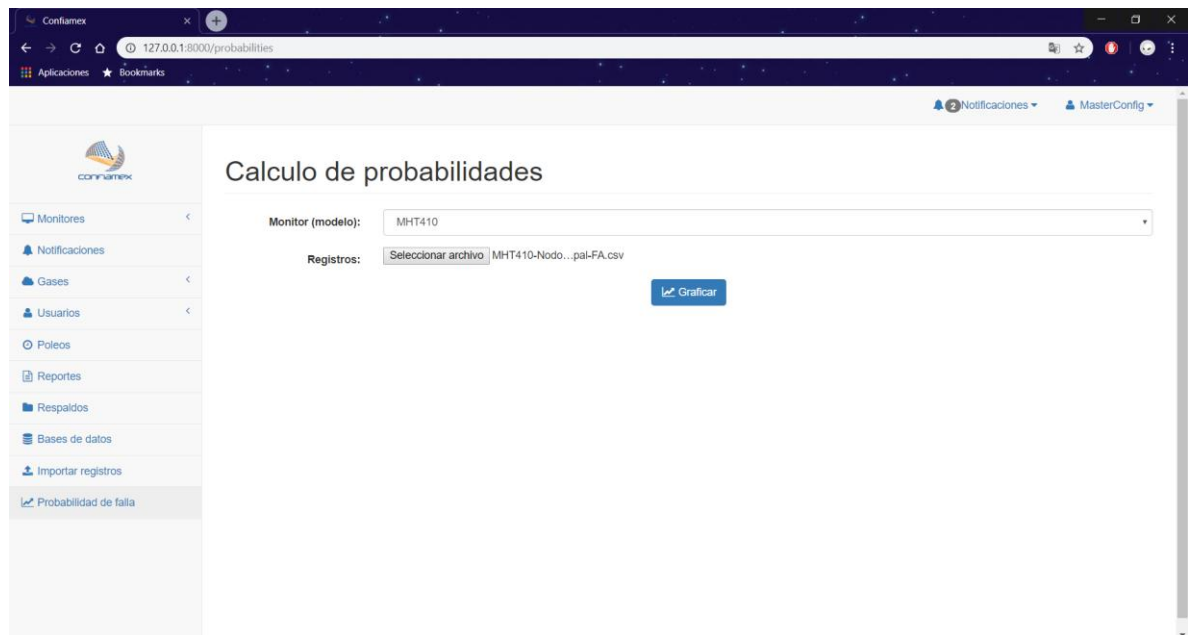 Confiamex
127.0.0.1:8000/probabilities
Aplicaciones Bookmarks
2 Notificaciones MasterConfig
confiamex
Calculo de probabilidades
Monitores
Notificaciones
Gases
Usuarios
Poleos
Reportes
Respaldos
Bases de datos
Importar registros
Probabilidad de falla
Monitor (modelo): MHT410
Registros: Seleccionar archivo MHT410-Nodo…pal-FA.csv
Graficar